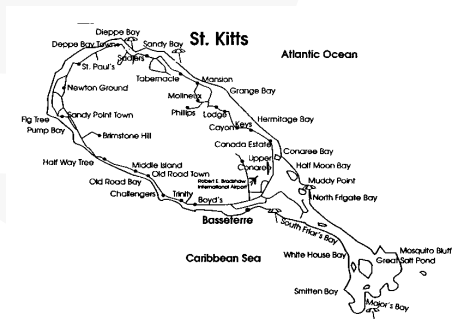 St. Kitts
Dieppe Bay
Deppe Bay Town
Sandy Bay
Atlantic Ocean
Sadlers
St. Paul's
Tabernacle
Mansion
Newton Ground
Molineux
Grange Bay
Phillips
Lodge
Sandy Point Town
Fig Tree
Hermitage Bay
Cayon
Keys
Pump Bay
Brimstone Hill
Canada Estate
Conaree Bay
Half Way Tree
Middle Island
Upper
Conaree
Half Moon Bay
Old Road Town
Robert L. Bradshaw
International Airport
Muddy Point
Old Road Bay
Challengers
Trinity
Boyd's
North Frigate Bay
Basseterre
South Friar's Bay
Caribbean Sea
White House Bay
Mosquito Bluff
Great Salt Pond
Smitten Bay
Major's Bay